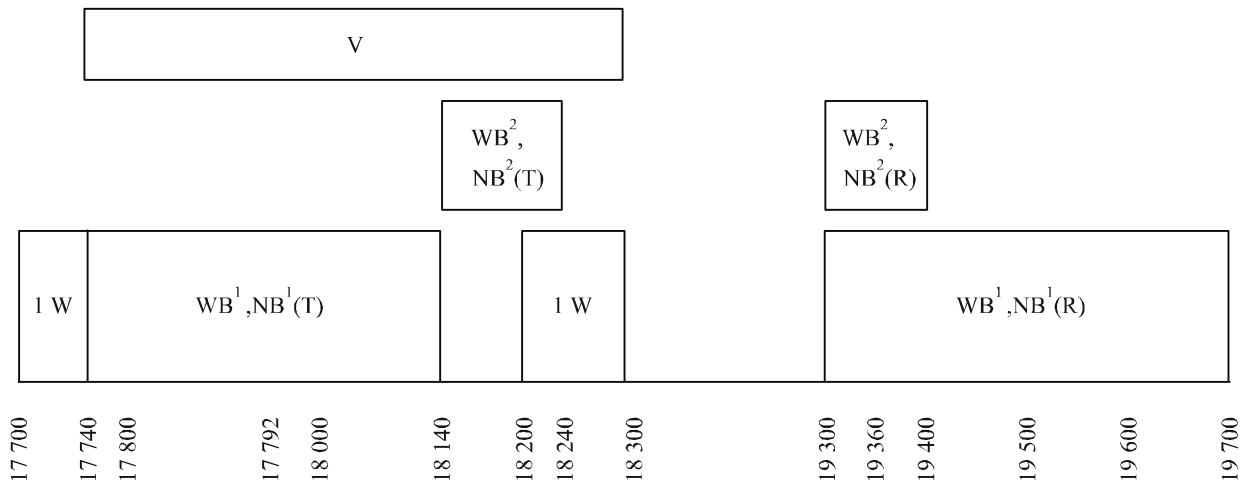 V
WB²,
NB²(T)
WB²,
NB²(R)
1 W
WB¹,NB¹(T)
1 W
WB¹,NB¹(R)
17 700
17 740
17 800
17 792
18 000
18 140
18 200
18 240
18 300
19 300
19 360
19 400
19 500
19 600
19 700